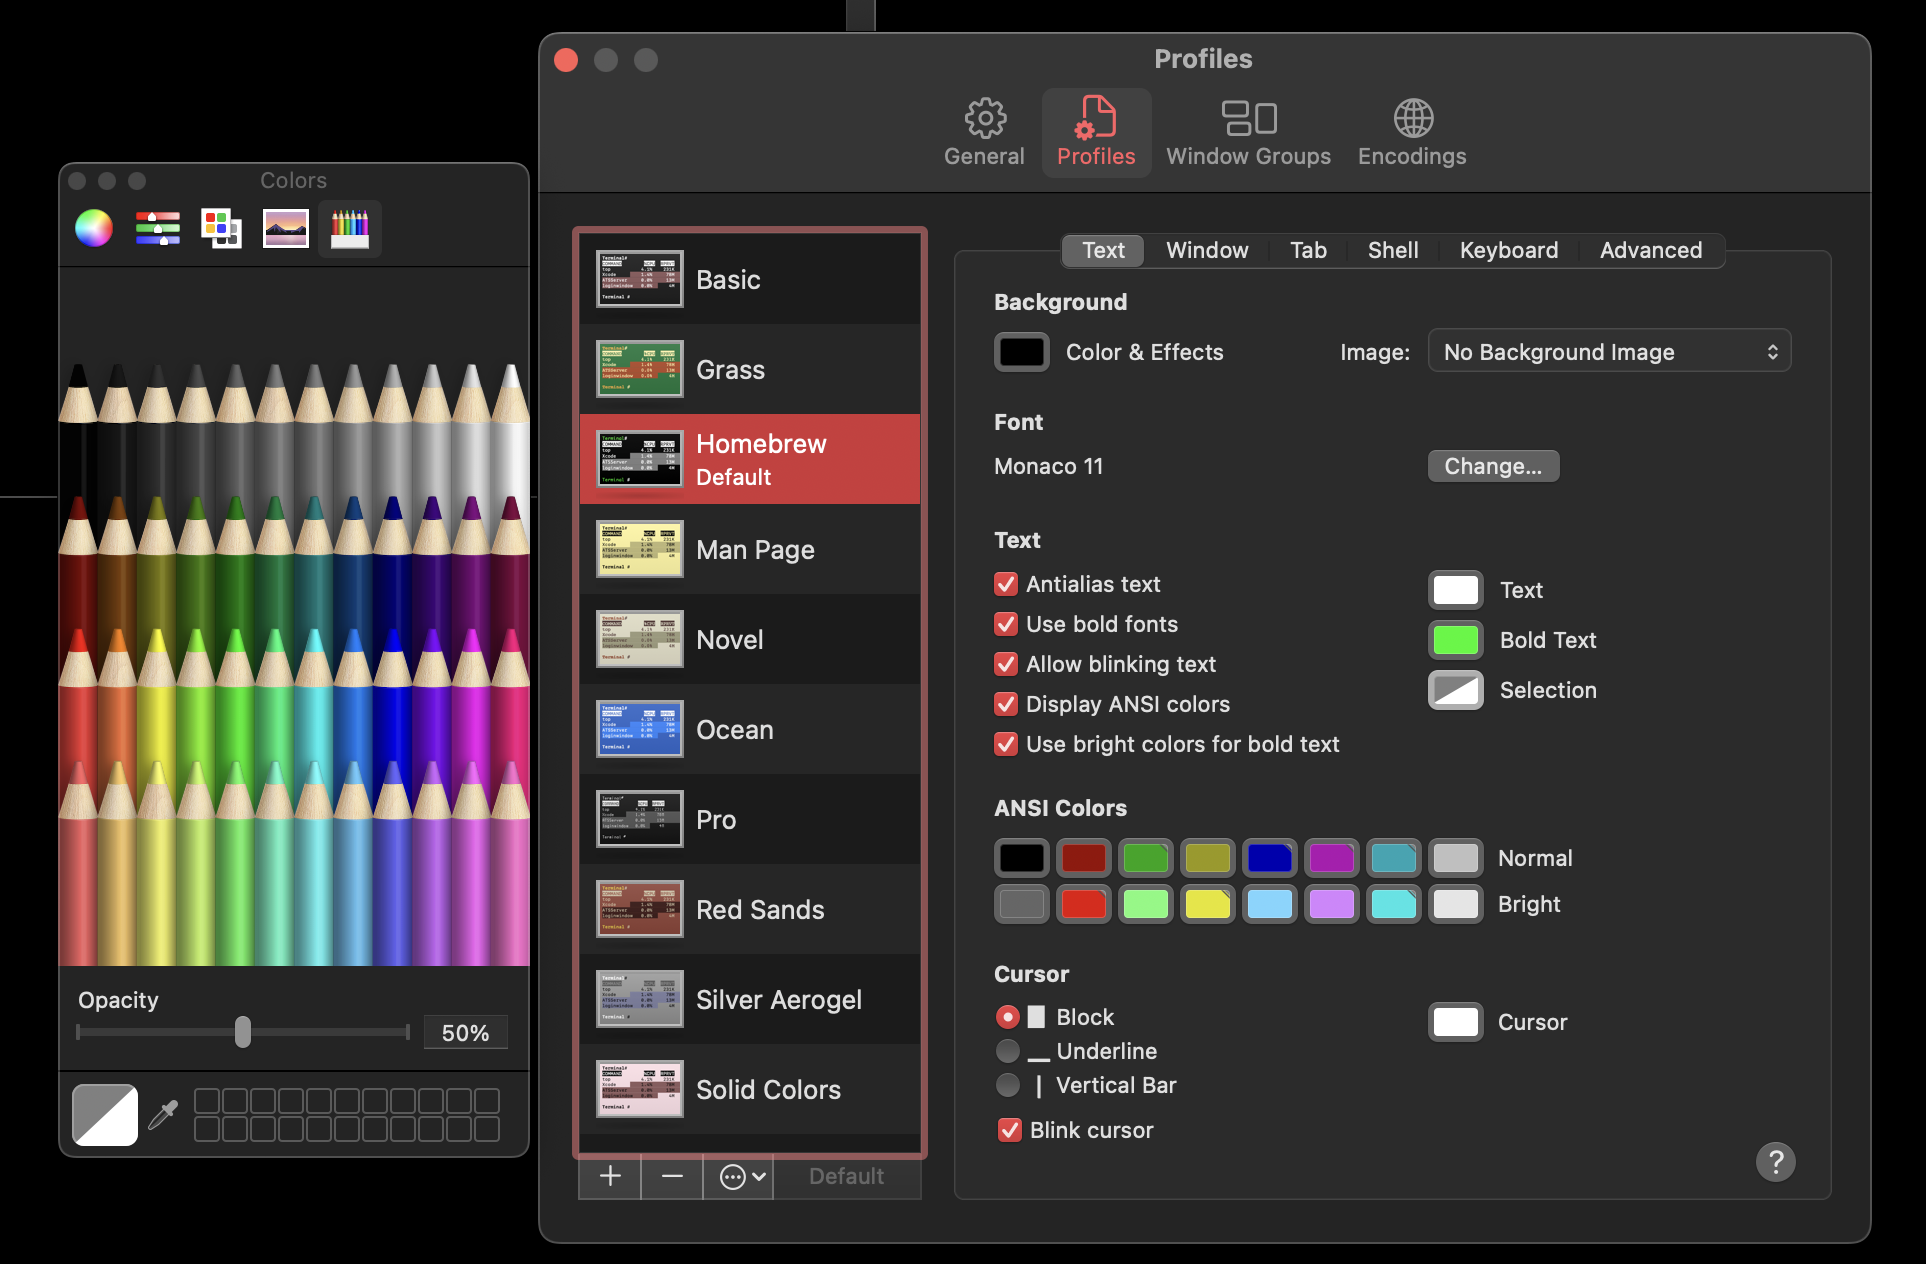 Profiles
General
Profiles
Window Groups
Encodings
Colors
Opacity
50%
Basic
Grass
Homebrew
Default
Man Page
Novel
Ocean
Pro
Red Sands
Silver Aerogel
Solid Colors
Default
Text
Window
Tab
Shell
Keyboard
Advanced
Background
Color & Effects
Image:
No Background Image
Font
Monaco 11
Change...
Text
Antialias text
Use bold fonts
Allow blinking text
Display ANSI colors
Use bright colors for bold text
Text
Bold Text
Selection
ANSI Colors
Normal
Bright
Cursor
Block
Underline
Vertical Bar
Blink cursor
Cursor
?